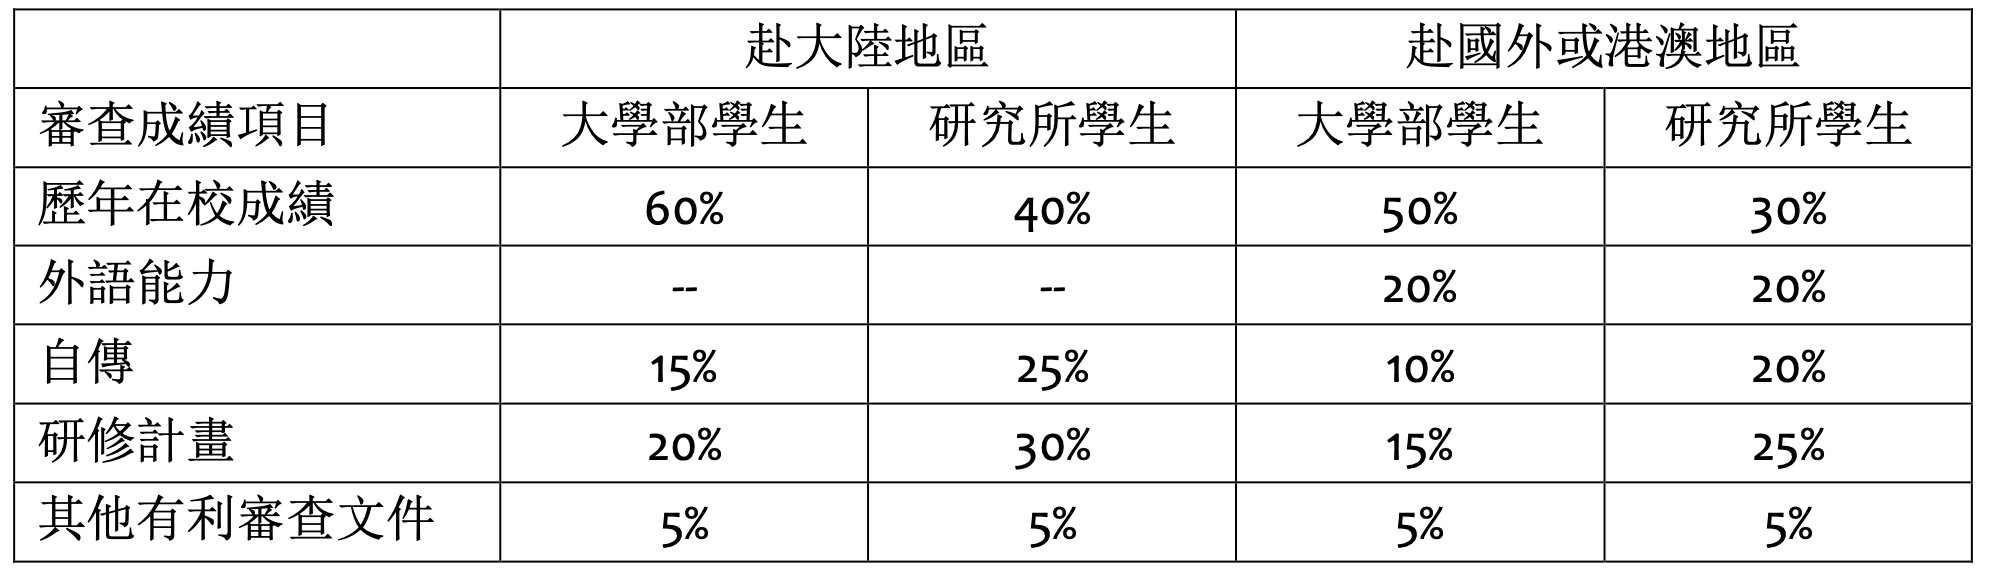 赴大陸地區 赴國外或港澳地區
審查成績項目 大學部學生 研究所學生 大學部學生 研究所學生
歷年在校成績 60% 40% 50% 30%
外語能力 -- -- 20% 20%
自傳 15% 25% 10% 20%
研修計畫 20% 30% 15% 25%
其他有利審查文件 5% 5% 5% 5%